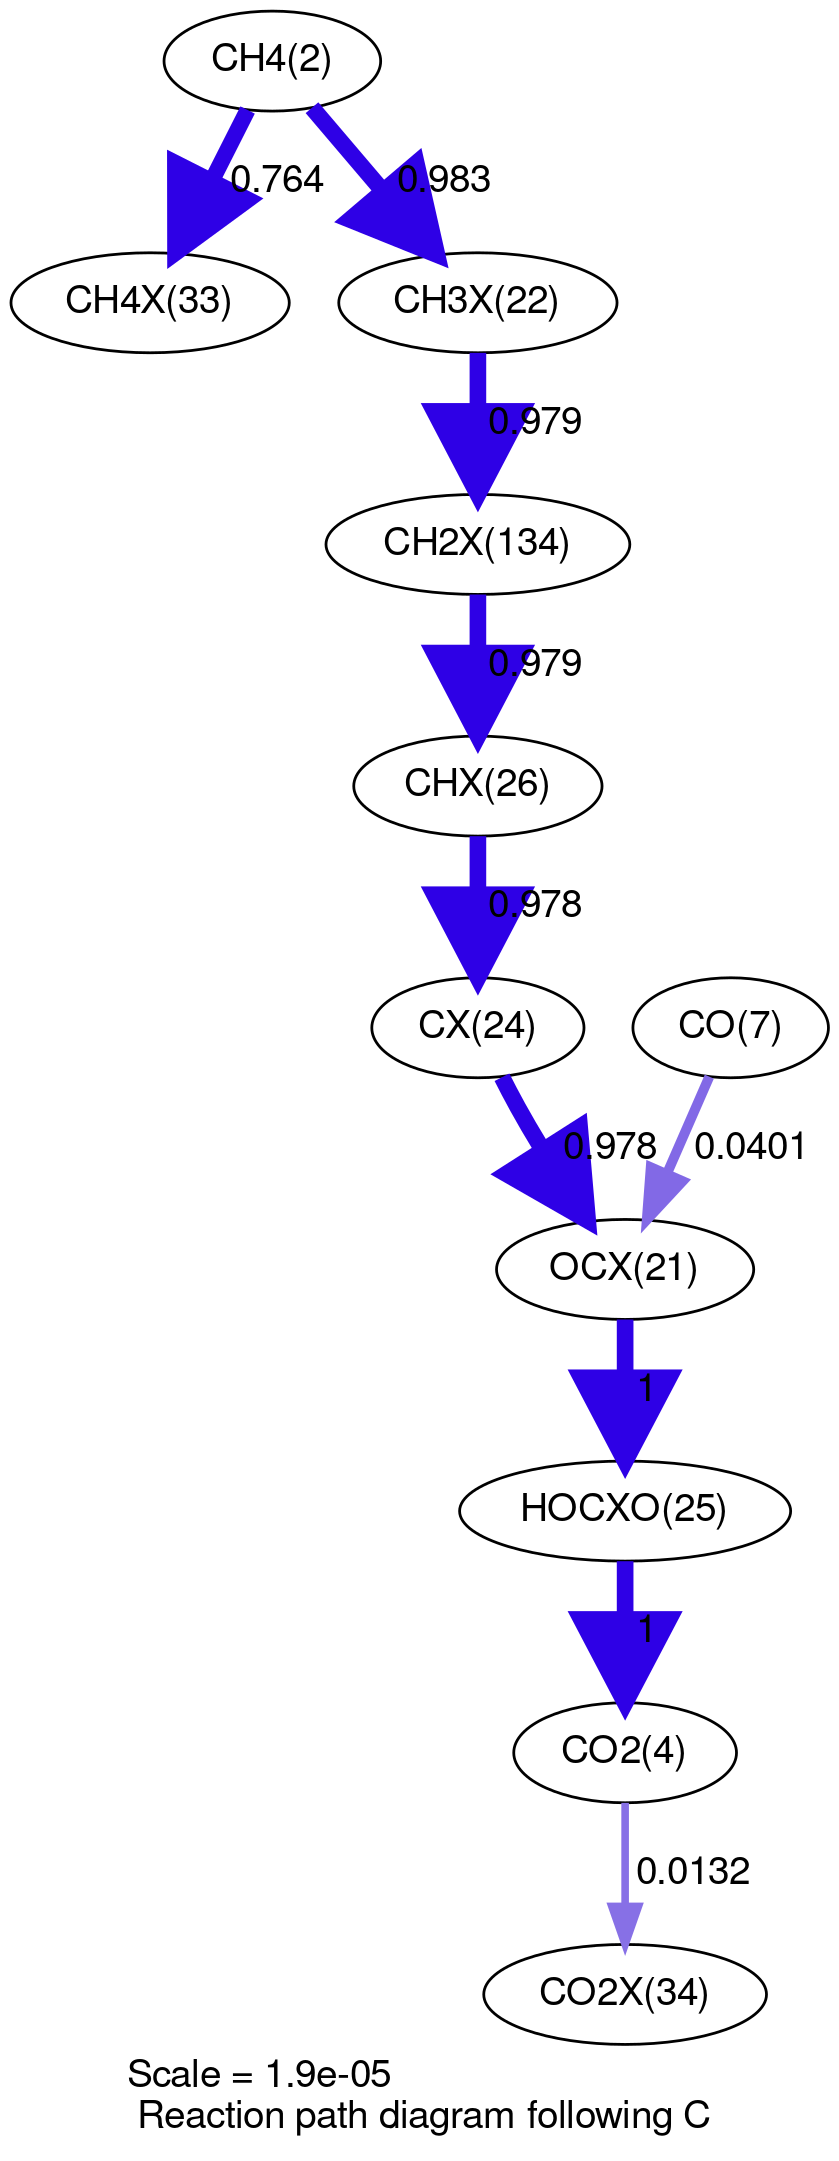 CH4(2)
0.764
0.983
CH4X(33)
CH3X(22)
0.979
CH2X(134)
0.979
CHX(26)
0.978
CX(24)
CO(7)
0.978
0.0401
OCX(21)
1
HOCXO(25)
1
CO2(4)
0.0132
CO2X(34)
Scale = 1.9e-05
Reaction path diagram following C